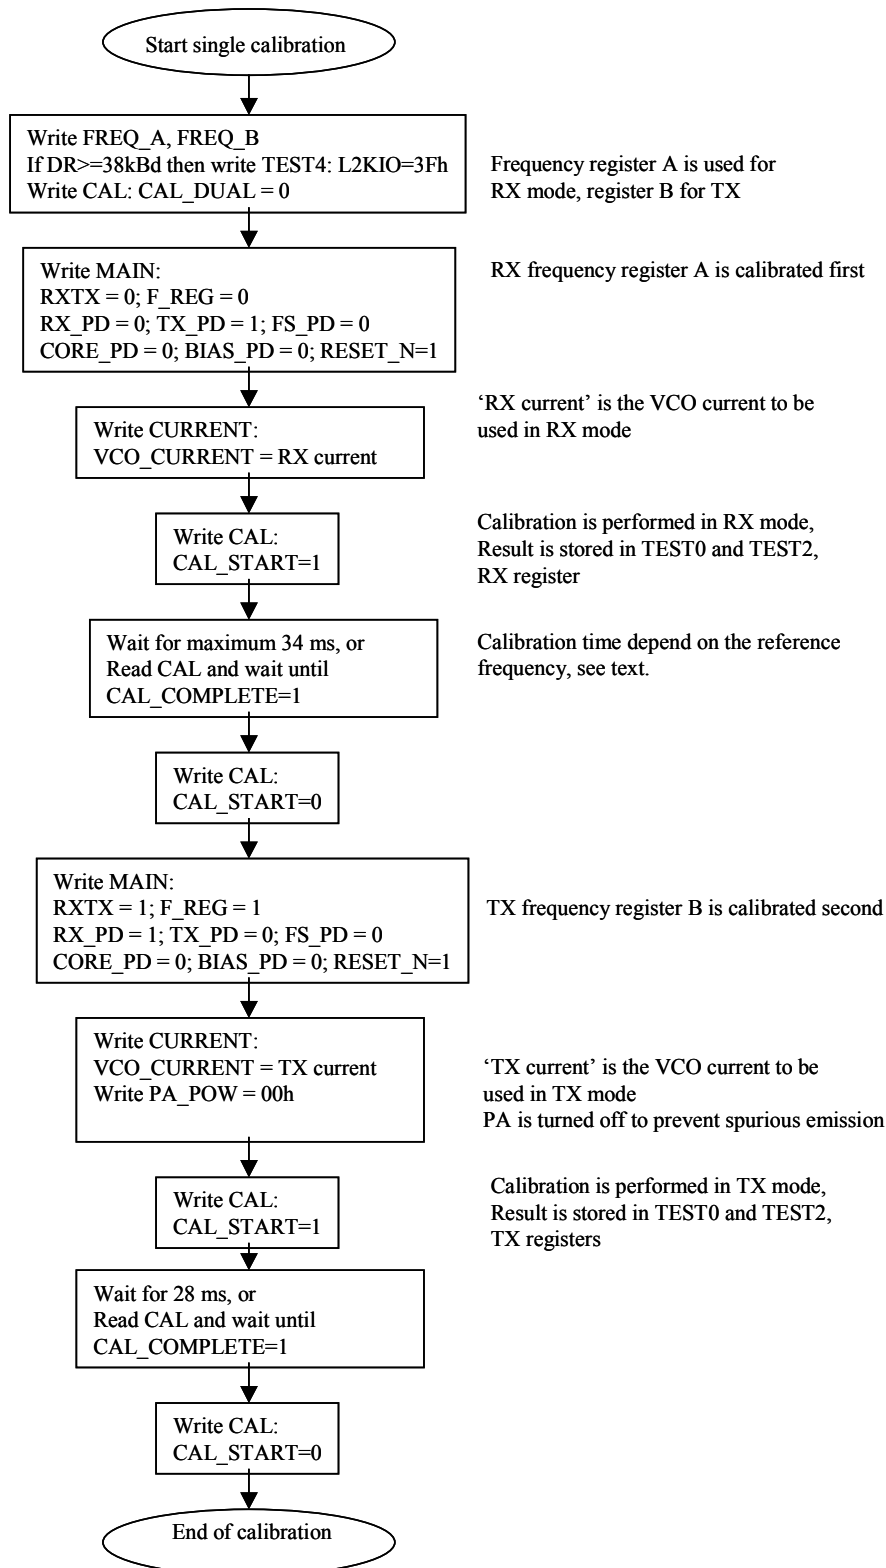 Start single calibration
Write FREQ_A, FREQ_B
If DR>=38kBd then write TEST4: L2KIO=3Fh
Write CAL: CAL_DUAL = 0
Frequency register A is used for
RX mode, register B for TX
Write MAIN:
RXTX = 0; F_REG = 0
RX_PD = 0; TX_PD = 1; FS_PD = 0
CORE_PD = 0; BIAS_PD = 0; RESET_N=1
RX frequency register A is calibrated first
Write CURRENT:
VCO_CURRENT = RX current
‘RX current’ is the VCO current to be
used in RX mode
Write CAL:
CAL_START=1
Calibration is performed in RX mode,
Result is stored in TEST0 and TEST2,
RX register
Wait for maximum 34 ms, or
Read CAL and wait until
CAL_COMPLETE=1
Calibration time depend on the reference
frequency, see text.
Write CAL:
CAL_START=0
Write MAIN:
RXTX = 1; F_REG = 1
RX_PD = 1; TX_PD = 0; FS_PD = 0
CORE_PD = 0; BIAS_PD = 0; RESET_N=1
TX frequency register B is calibrated second
Write CURRENT:
VCO_CURRENT = TX current
Write PA_POW = 00h
‘TX current’ is the VCO current to be
used in TX mode
PA is turned off to prevent spurious emission
Write CAL:
CAL_START=1
Calibration is performed in TX mode,
Result is stored in TEST0 and TEST2,
TX registers
Wait for 28 ms, or
Read CAL and wait until
CAL_COMPLETE=1
Write CAL:
CAL_START=0
End of calibration